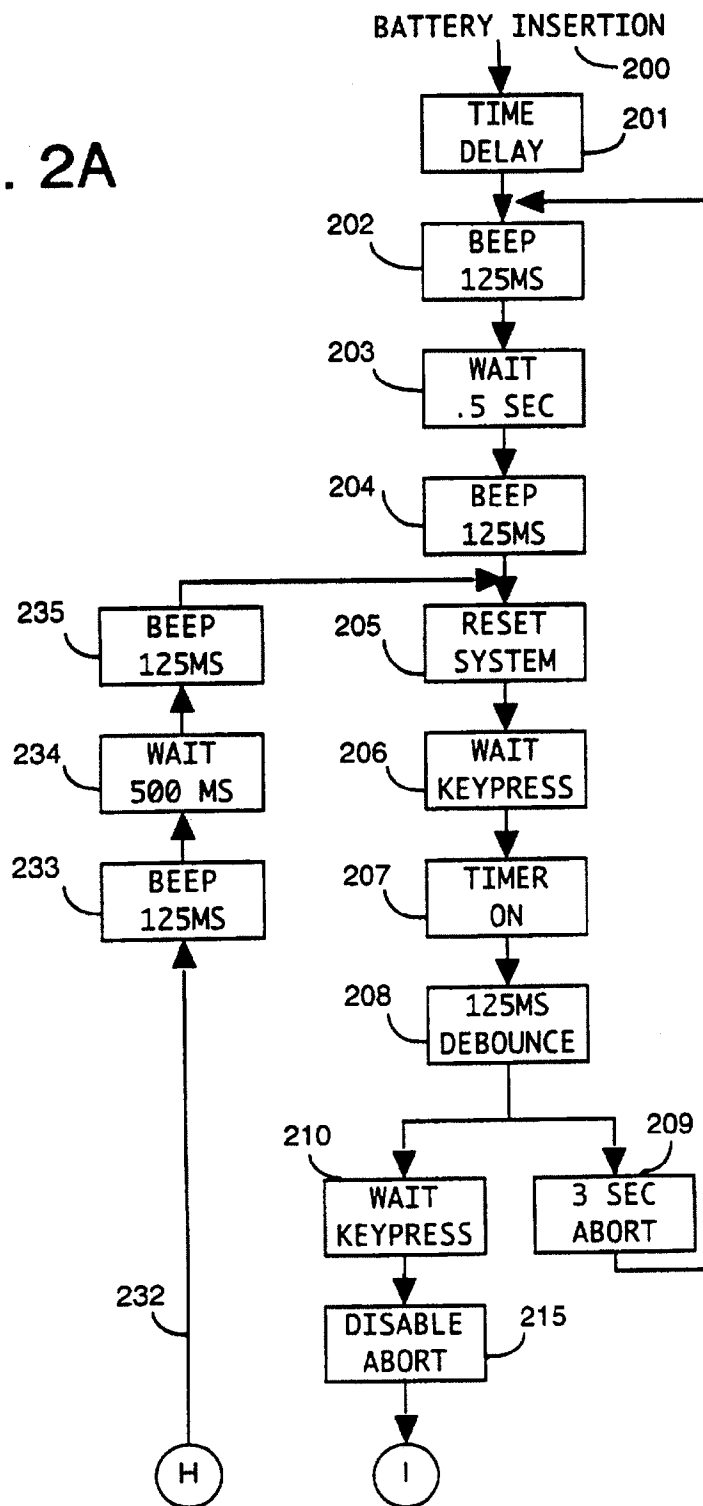 BATTERY INSERTION
200
TIME
DELAY
201
. 2A
202
BEEP
125MS
203
WAIT
.5 SEC
204
BEEP
125MS
235
BEEP
125MS
205
RESET
SYSTEM
234
WAIT
500 MS
206
WAIT
KEYPRESS
233
BEEP
125MS
207
TIMER
ON
208
125MS
DEBOUNCE
210
WAIT
KEYPRESS
209
3 SEC
ABORT
232
DISABLE
ABORT
215
H
I